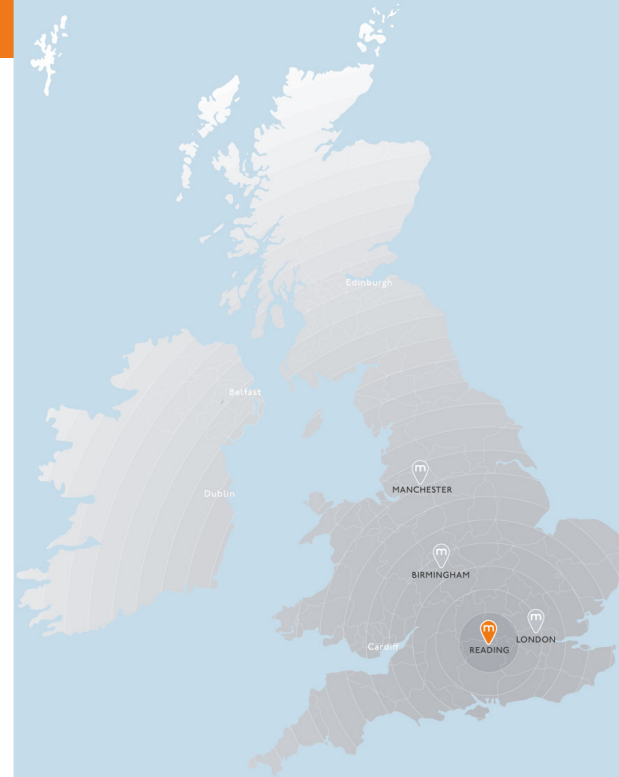 Edinburgh
Belfast
m
MANCHESTER
Dublin
m
BIRMINGHAM
m
LONDON
m
READING
Cardiff